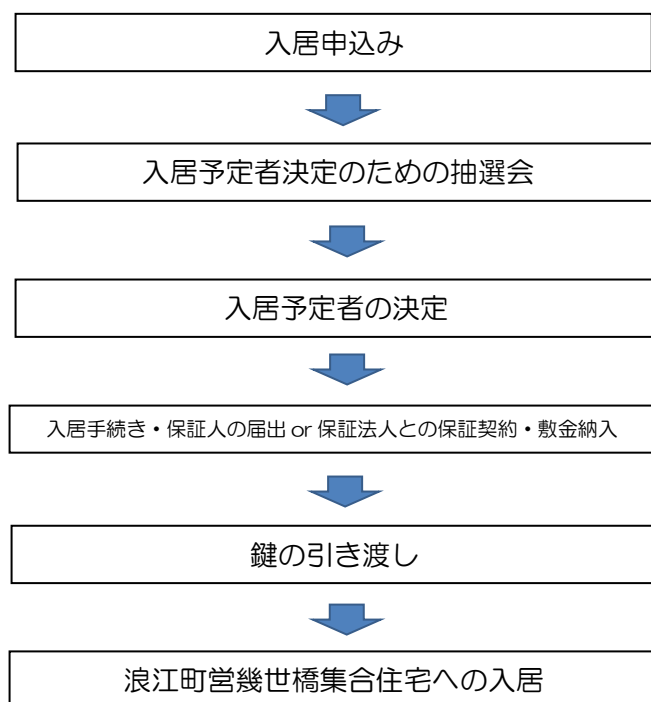 入居申込み
入居予定者決定のための抽選会
入居予定者の決定
入居手続き・保証人の届出 or 保証法人との保証契約・敷金納入
鍵の引き渡し
浪江町営幾世橋集合住宅への入居